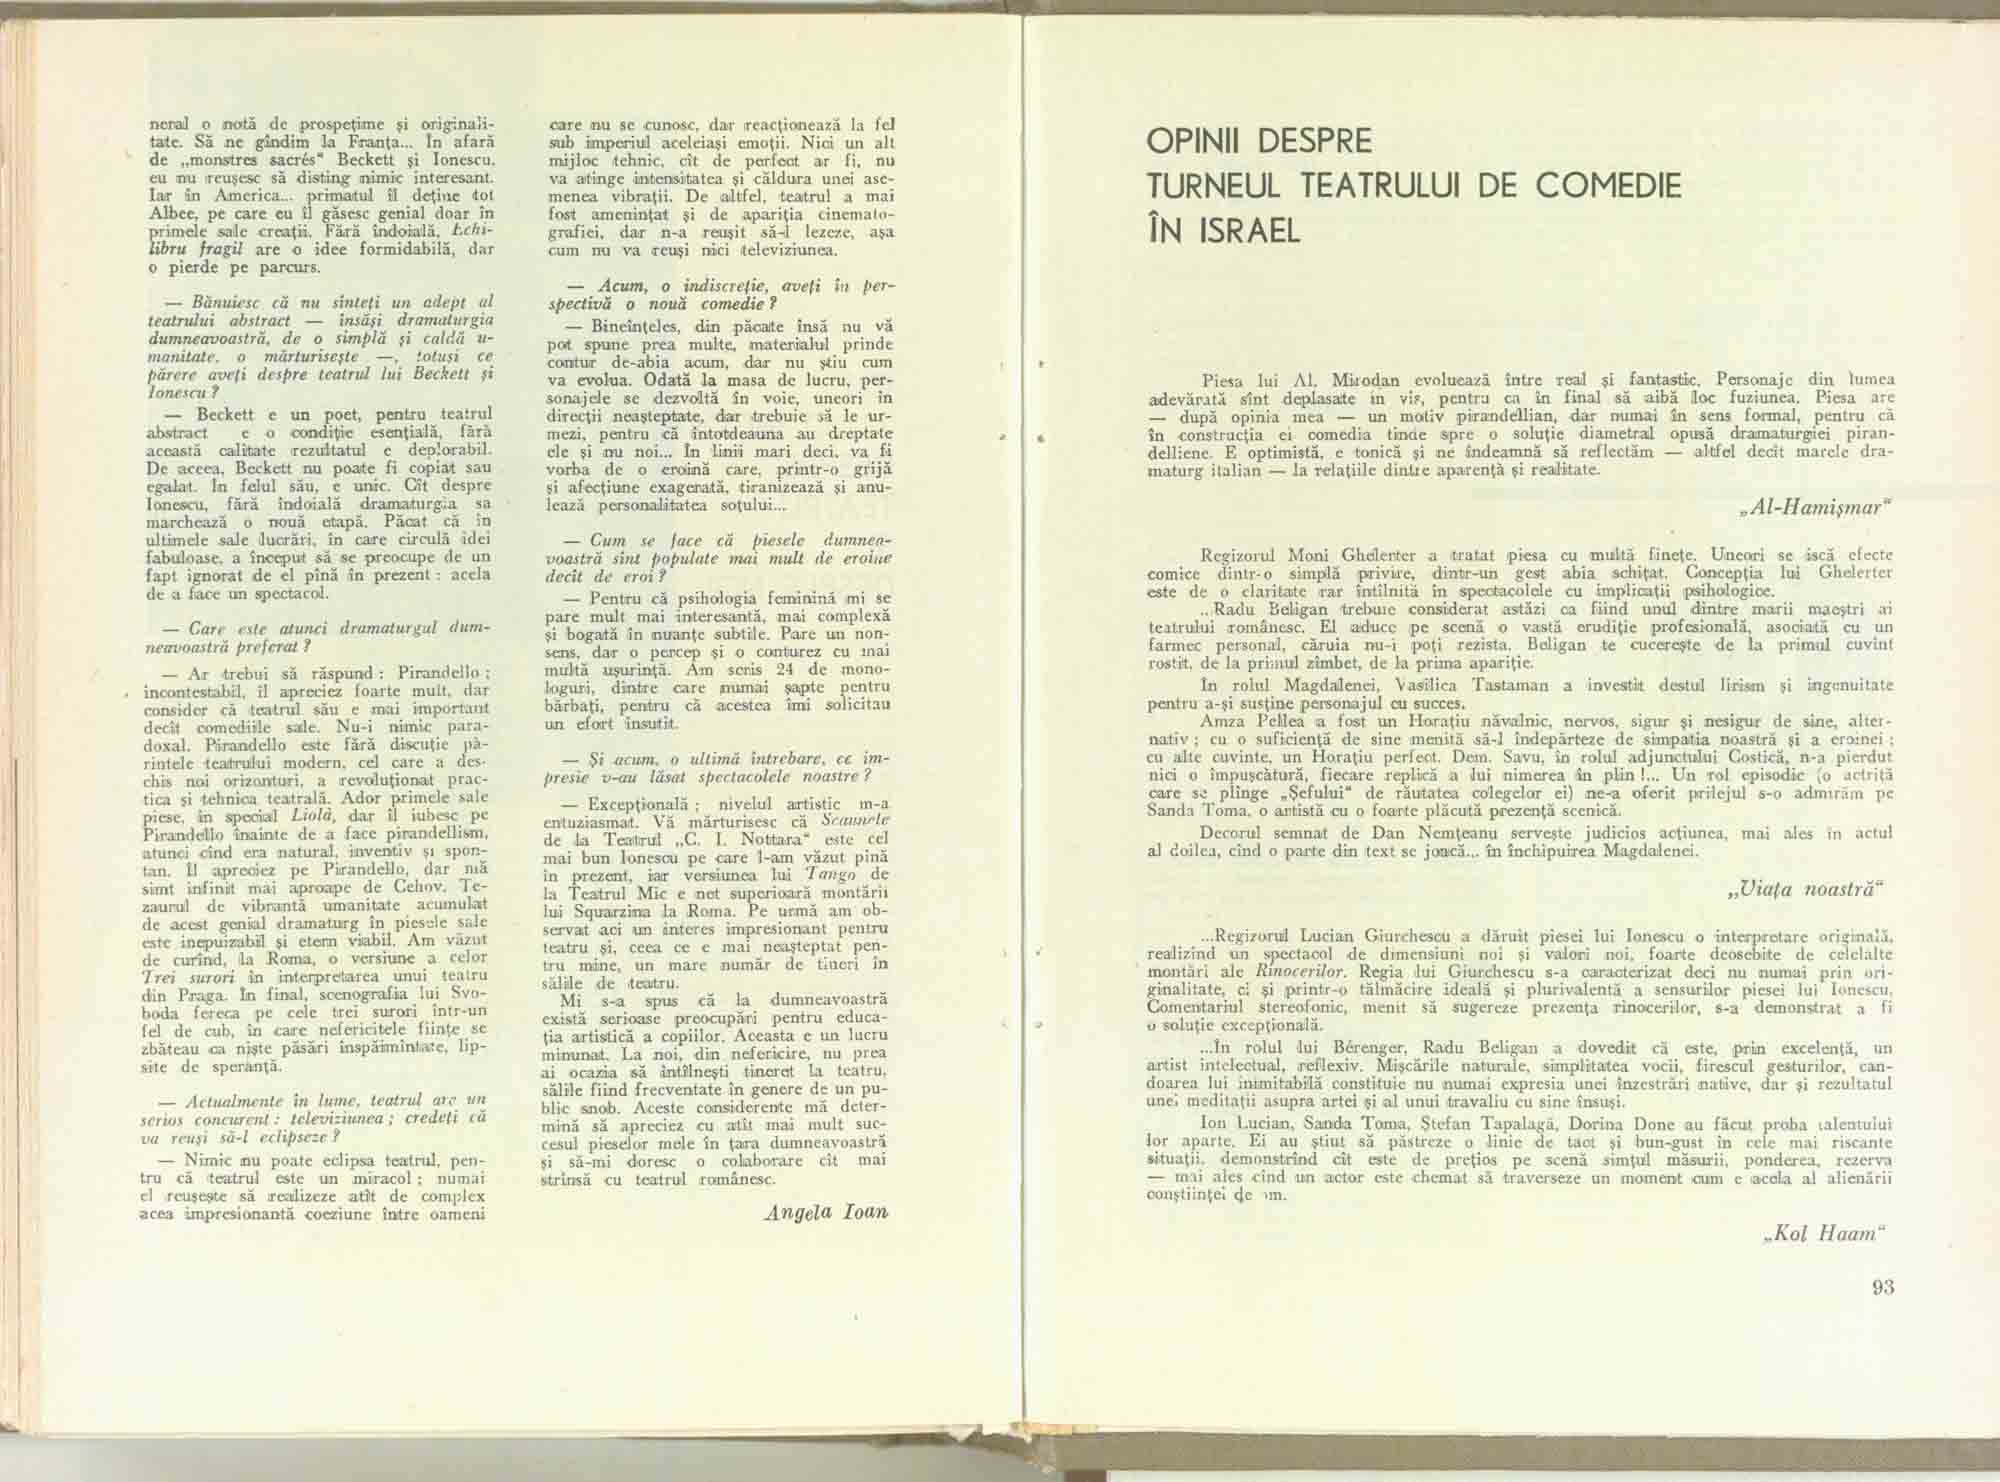 neral o notă de prospețime și originali-
tate. Să ne gîndim la Franța... În afară
de „monstres sacrés“ Beckett și Ionescu,
eu nu reușesc să disting nimic interesant.
Iar în America... primatul îl deține tot
Albee, pe care eu îl găsesc genial doar în
primele sale creații. Fără îndoială, Echi-
libru fragil are o idee formidabilă, dar
o pierde pe parcurs.
— Bănuiesc că nu sînteți un adept al
teatrului abstract — însăși dramaturgia
dumneavoastră, de o simplă și caldă u-
manitate, o mărturisește —, totuși ce
părere aveți despre teatrul lui Beckett și
Ionescu ?
— Beckett e un poet, pentru teatrul
abstract e o condiție esențială, fără
această calitate rezultatul e deplorabil.
De aceea, Beckett nu poate fi copiat sau
egalat. În felul său, e unic. Cît despre
Ionescu, fără îndoială dramaturgia sa
marchează o nouă etapă. Păcat că în
ultimele sale lucrări, în care circulă idei
fabuloase, a început să se preocupe de un
fapt ignorat de el pînă în prezent : acela
de a face un spectacol.
— Care este atunci dramaturgul dum-
neavoastră preferat ?
— Ar trebui să răspund : Pirandello ;
incontestabil, îl apreciez foarte mult, dar
consider că teatrul său e mai important
decît comediile sale. Nu-i nimic para-
doxal. Pirandello este fără discuție pă-
rintele teatrului modern, cel care a des-
chis noi orizonturi, a revoluționat prac-
tica și tehnica teatrală. Ador primele sale
piese, în special Liolà, dar îl iubesc pe
Pirandello înainte de a face pirandellism,
atunci cînd era natural, inventiv și spon-
tan. Îl apreciez pe Pirandello, dar mă
simt infinit mai aproape de Cehov. Te-
zaurul de vibrantă umanitate acumulat
de acest genial dramaturg în piesele sale
este inepuizabil și etern viabil. Am văzut
de curînd, la Roma, o versiune a celor
Trei surori în interpretarea unui teatru
din Praga. În final, scenografia lui Svo-
boda fereca pe cele trei surori într-un
fel de cub, în care nefericitele ființe se
zbăteau ca niște păsări înspăimîntate, lip-
site de speranță.
— Actualmente în lume, teatrul are un
serios concurent : televiziunea ; credeți că
va reuși să-l eclipseze ?
— Nimic nu poate eclipsa teatrul, pen-
tru că teatrul este un miracol ; numai
el reușește să realizeze atît de complex
acea impresionantă coeziune între oameni
care nu se cunosc, dar reacționează la fel
sub imperiul aceleiași emoții. Nici un alt
mijloc tehnic, cît de perfect ar fi, nu
va atinge intensitatea și căldura unei ase-
menea vibrații. De altfel, teatrul a mai
fost amenințat și de apariția cinemato-
grafiei, dar n-a reușit să-l lezeze, așa
cum nu va reuși nici televiziunea.
— Acum, o indiscreție, aveți în per-
spectivă o nouă comedie ?
— Bineînțeles, din păcate însă nu vă
pot spune prea multe, materialul prinde
contur de-abia acum, dar nu știu cum
va evolua. Odată la masa de lucru, per-
sonajele se dezvoltă în voie, uneori în
direcții neașteptate, dar trebuie să le ur-
mezi, pentru că întotdeauna au dreptate
ele și nu noi... În linii mari deci, va fi
vorba de o eroină care, printr-o grijă
și afecțiune exagerată, tiranizează și anu-
lează personalitatea soțului...
— Cum se face că piesele dumnea-
voastră sînt populate mai mult de eroine
decît de eroi ?
— Pentru că psihologia feminină mi se
pare mult mai interesantă, mai complexă
și bogată în nuanțe subtile. Pare un non-
sens, dar o percep și o conturez cu mai
multă ușurință. Am scris 24 de mono-
loguri, dintre care numai șapte pentru
bărbați, pentru că acestea îmi solicitau
un efort însutit.
— Și acum, o ultimă întrebare, ce im-
presie v-au lăsat spectacolele noastre ?
— Excepțională ; nivelul artistic m-a
entuziasmat. Vă mărturisesc că Scaunele
de la Teatrul „C. I. Nottara“ este cel
mai bun Ionescu pe care l-am văzut pînă
în prezent, iar versiunea lui Tango de
la Teatrul Mic e net superioară montării
lui Squarzina la Roma. Pe urmă am ob-
servat aci un interes impresionant pentru
teatru și, ceea ce e mai neașteptat pen-
tru mine, un mare număr de tineri în
sălile de teatru.
Mi s-a spus că la dumneavoastră
există serioase preocupări pentru educa-
ția artistică a copiilor. Aceasta e un lucru
minunat. La noi, din nefericire, nu prea
ai ocazia să întîlnești tineret la teatru,
sălile fiind frecventate în genere de un pu-
blic snob. Aceste considerente mă deter-
mină să apreciez cu atît mai mult suc-
cesul pieselor mele în țara dumneavoastră
și să-mi doresc o colaborare cît mai
strînsă cu teatrul românesc.
Angela Ioan
OPINII DESPRE
TURNEUL TEATRULUI DE COMEDIE
ÎN ISRAEL
Piesa lui Al. Mirodan evoluează între real și fantastic. Personaje din lumea
adevărată sînt deplasate în vis, pentru ca în final să aibă loc fuziunea. Piesa are
— după opinia mea — un motiv pirandellian, dar numai în sens formal, pentru că
în construcția ei comedia tinde spre o soluție diametral opusă dramaturgiei piran-
delliene. E optimistă, e tonică și ne îndeamnă să reflectăm — altfel decît marele dra-
maturg italian — la relațiile dintre aparență și realitate.
„Al-Hamișmar“
Regizorul Moni Ghelerter a tratat piesa cu multă finețe. Uneori se iscă efecte
comice dintr-o simplă privire, dintr-un gest abia schițat. Concepția lui Ghelerter
este de o claritate rar întîlnită în spectacolele cu implicații psihologice.
...Radu Beligan trebuie considerat astăzi ca fiind unul dintre marii maeștri ai
teatrului românesc. El aduce pe scenă o vastă erudiție profesională, asociată cu un
farmec personal, căruia nu-i poți rezista. Beligan te cucerește de la primul cuvînt
rostit, de la primul zîmbet, de la prima apariție.
În rolul Magdalenei, Vasilica Tastaman a investit destul lirism și ingenuitate
pentru a-și susține personajul cu succes.
Amza Pellea a fost un Horațiu năvalnic, nervos, sigur și nesigur de sine, alter-
nativ ; cu o suficiență de sine menită să-l îndepărteze de simpatia noastră și a eroinei ;
cu alte cuvinte, un Horațiu perfect. Dem. Savu, în rolul adjunctului Costică, n-a pierdut
nici o împușcătură, fiecare replică a lui nimerea în plin !... Un rol episodic (o actriță
care se plînge „Șefului“ de răutatea colegelor ei) ne-a oferit prilejul s-o admirăm pe
Sanda Toma, o artistă cu o foarte plăcută prezență scenică.
Decorul semnat de Dan Nemțeanu servește judicios acțiunea, mai ales în actul
al doilea, cînd o parte din text se joacă... în închipuirea Magdalenei.
„Viața noastră“
...Regizorul Lucian Giurchescu a dăruit piesei lui Ionescu o interpretare originală,
realizînd un spectacol de dimensiuni noi și valori noi, foarte deosebite de celelalte
montări ale Rinocerilor. Regia lui Giurchescu s-a caracterizat deci nu numai prin ori-
ginalitate, ci și printr-o tălmăcire ideală și plurivalentă a sensurilor piesei lui Ionescu.
Comentariul stereofonic, menit să sugereze prezența rinocerilor, s-a demonstrat a fi
o soluție excepțională.
...În rolul lui Bérenger, Radu Beligan a dovedit că este, prin excelență, un
artist intelectual, reflexiv. Mișcările naturale, simplitatea vocii, firescul gesturilor, can-
doarea lui inimitabilă constituie nu numai expresia unei înzestrări native, dar și rezultatul
unei meditații asupra artei și al unui travaliu cu sine însuși.
Ion Lucian, Sanda Toma, Ștefan Tapalagă, Dorina Done au făcut proba talentului
lor aparte. Ei au știut să păstreze o linie de tact și bun-gust în cele mai riscante
situații, demonstrînd cît este de prețios pe scenă simțul măsurii, ponderea, rezerva
— mai ales cînd un actor este chemat să traverseze un moment cum e acela al alienării
conștiinței de om.
„Kol Haam“
93